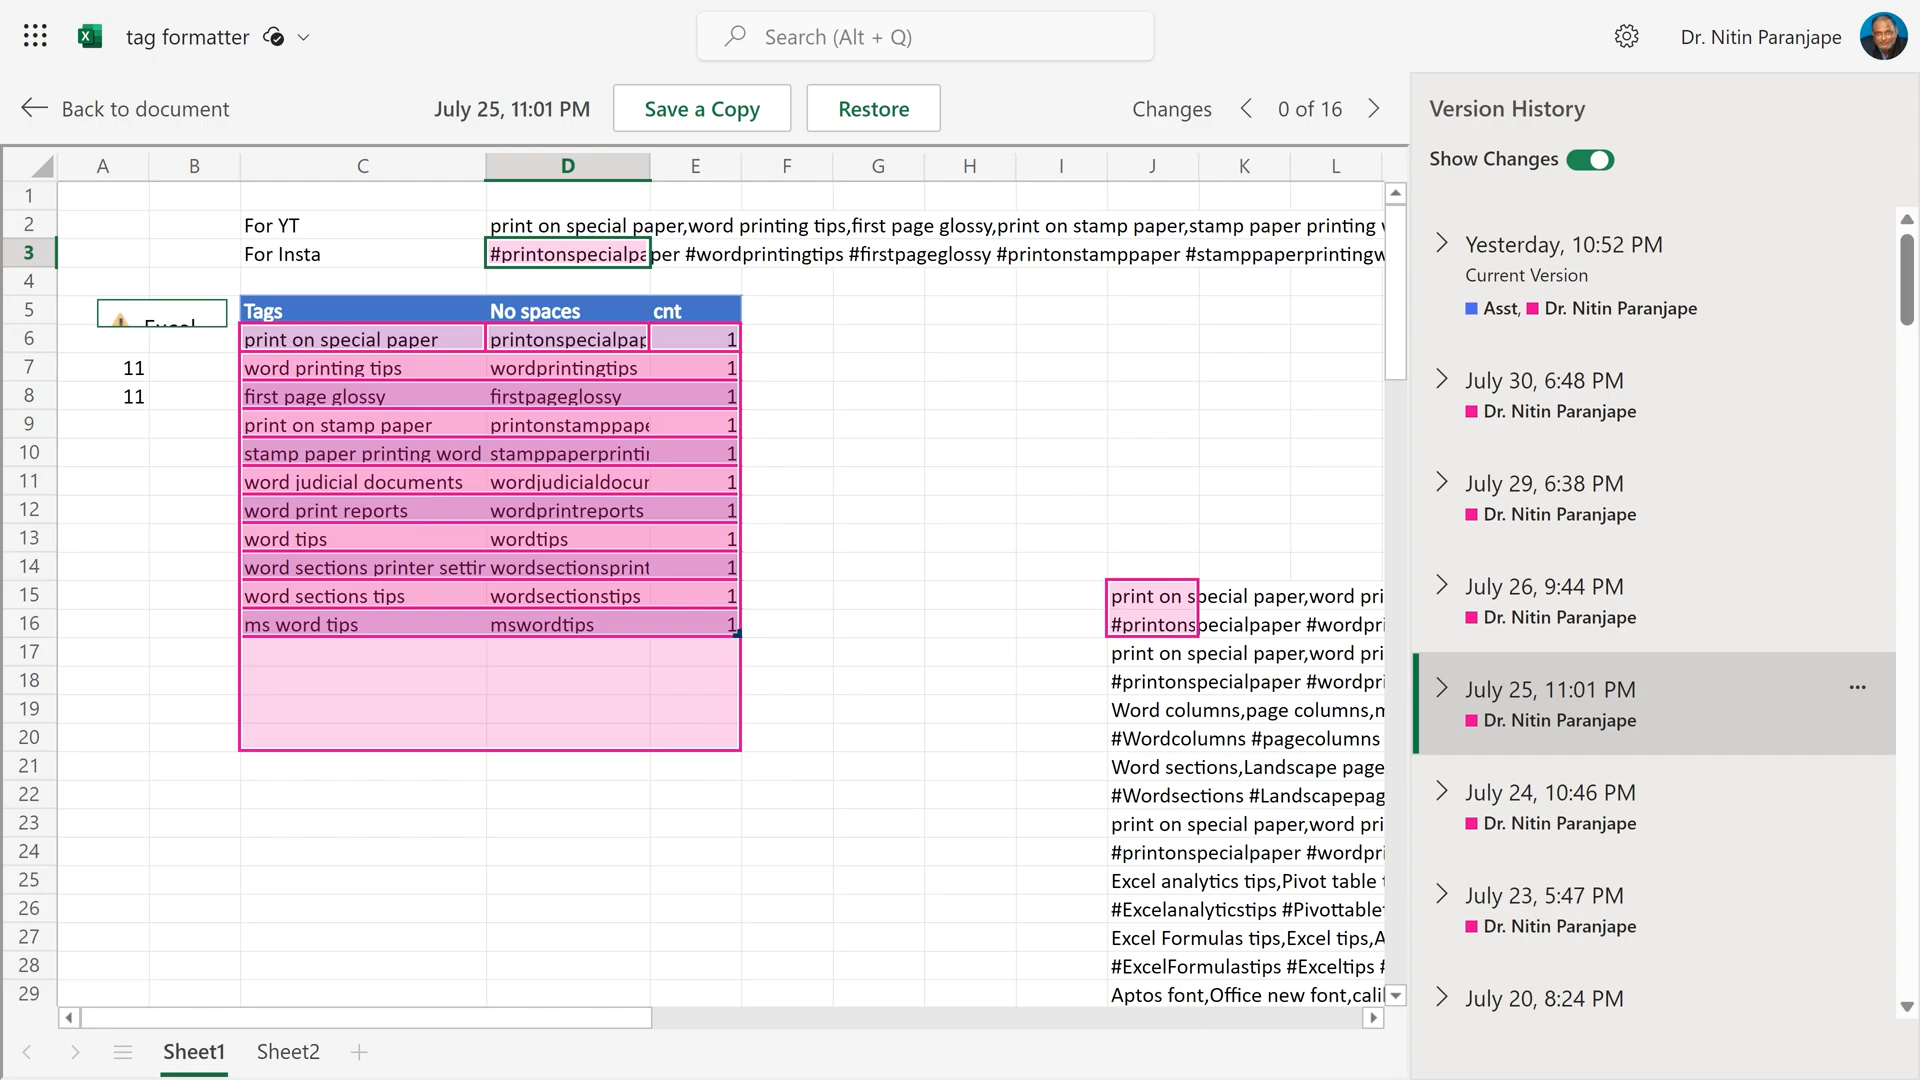 tag formatter
Search (Alt + Q)
Dr. Nitin Paranjape
Back to document
July 25, 11:01 PM
Save a Copy
Restore
Changes
0 of 16
Version History
Show Changes
A B C D E F G H I J K L
1
2 For YT print on special paper,word printing tips,first page glossy,print on stamp paper,stamp paper printing
3 For Insta #printonspecialpaper #wordprintingtips #firstpageglossy #printonstamppaper #stamppaperprintingw
4
5 Excel Tags No spaces cnt
6 print on special paper printonspecialpap 1
7 11 word printing tips wordprintingtips 1
8 11 first page glossy firstpageglossy 1
9 print on stamp paper printonstamppape 1
10 stamp paper printing word stamppaperprintin 1
11 word judicial documents wordjudicialdocum 1
12 word print reports wordprintreports 1
13 word tips wordtips 1
14 word sections printer settin wordsectionsprint 1
15 word sections tips wordsectionstips 1 print on special paper,word pri
16 ms word tips mswordtips 1 #printonspecialpaper #wordpri
17 print on special paper,word pri
18 #printonspecialpaper #wordpri
19 Word columns,page columns,m
20 #Wordcolumns #pagecolumns
21 Word sections,Landscape page
22 #Wordsections #Landscapepag
23 print on special paper,word pri
24 #printonspecialpaper #wordpri
25 Excel analytics tips,Pivot table
26 #Excelanalyticstips #Pivottable
27 Excel Formulas tips,Excel tips,A
28 #ExcelFormulastips #Exceltips #
29 Aptos font,Office new font,cali
Sheet1
Sheet2
Yesterday, 10:52 PM
Current Version
Asst, Dr. Nitin Paranjape
July 30, 6:48 PM
Dr. Nitin Paranjape
July 29, 6:38 PM
Dr. Nitin Paranjape
July 26, 9:44 PM
Dr. Nitin Paranjape
July 25, 11:01 PM
Dr. Nitin Paranjape
July 24, 10:46 PM
Dr. Nitin Paranjape
July 23, 5:47 PM
Dr. Nitin Paranjape
July 20, 8:24 PM